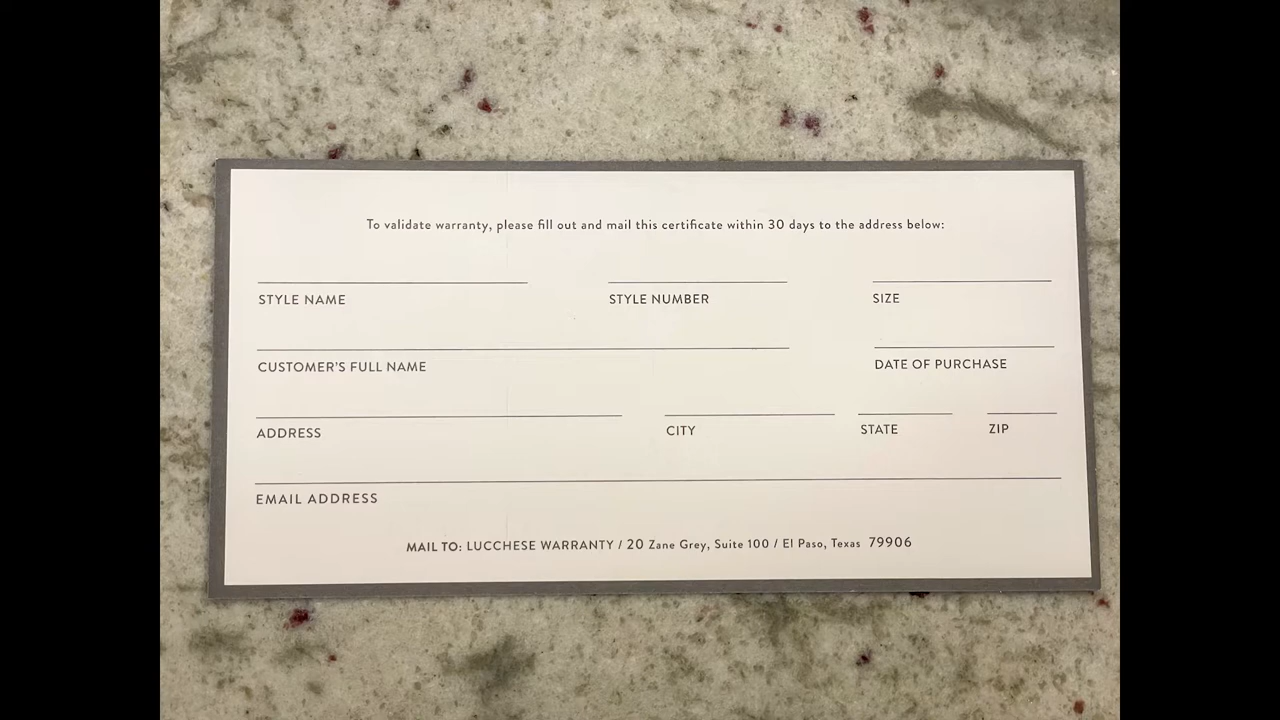 To validate warranty, please fill out and mail this certificate within 30 days to the address below:
STYLE NAME STYLE NUMBER SIZE
CUSTOMER'S FULL NAME DATE OF PURCHASE
ADDRESS CITY STATE ZIP
EMAIL ADDRESS
MAIL TO: LUCCHESE WARRANTY / 20 Zane Grey, Suite 100 / El Paso, Texas 79906